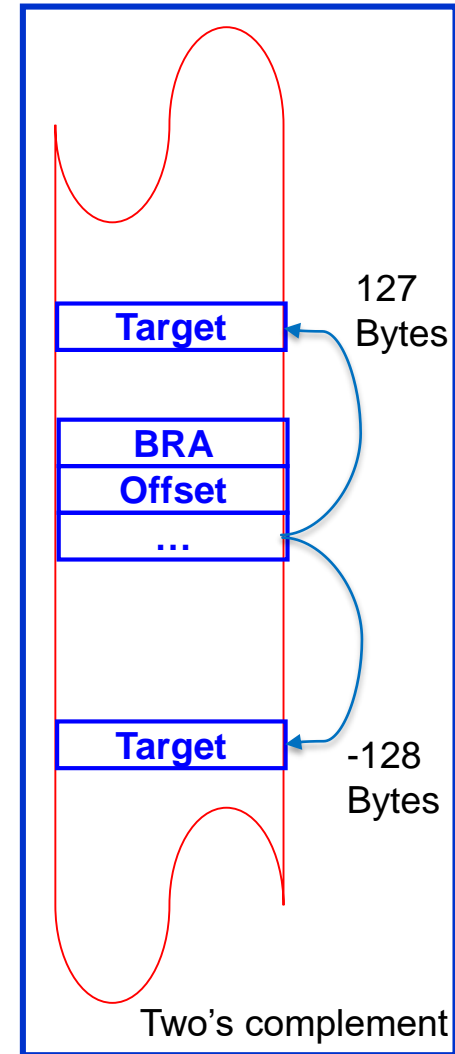 127
Bytes
Target
BRA
Offset
...
Target
-128
Bytes
Two's complement